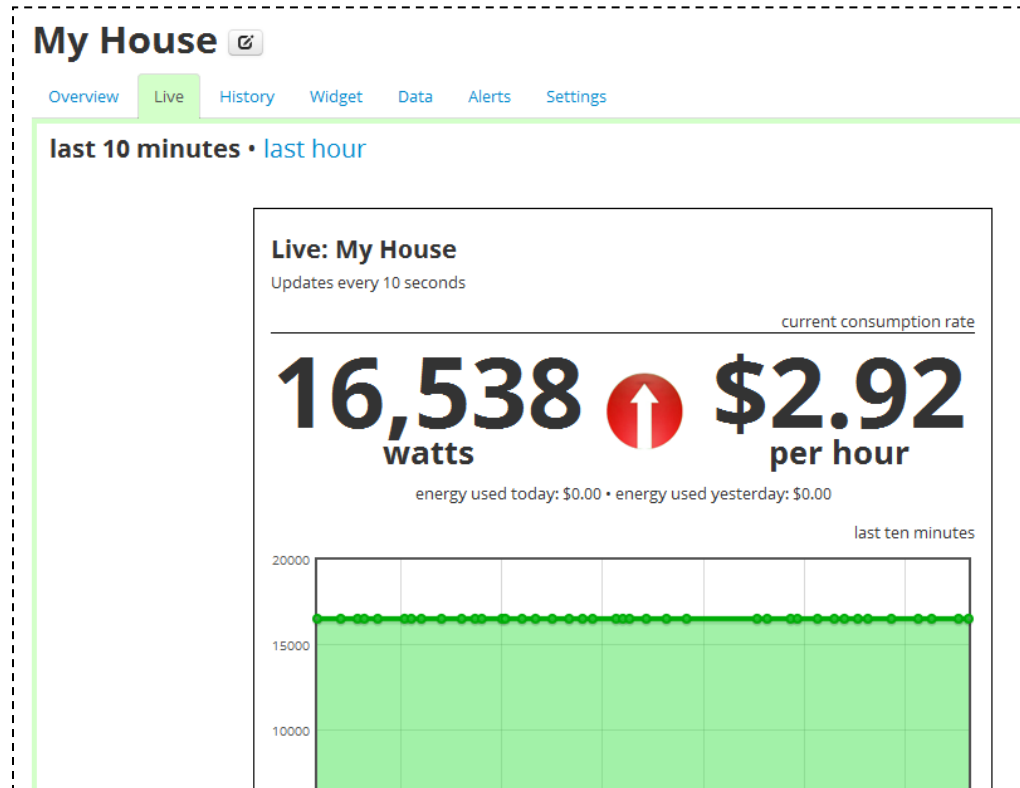 My House
Overview Live History Widget Data Alerts Settings
last 10 minutes • last hour
Live: My House
Updates every 10 seconds
current consumption rate
16,538 $2.92
watts per hour
energy used today: $0.00 • energy used yesterday: $0.00
last ten minutes
20000
15000
10000